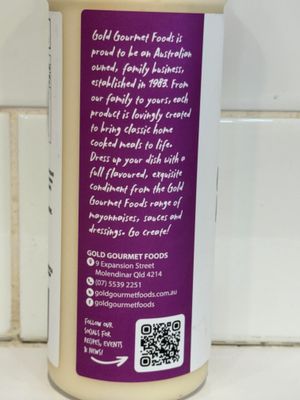 Gold Gourmet Foods is
proud to be an Australian
owned, family business,
established in 1983. From
our family to yours, each
product is lovingly created
to bring classic home
cooked meals to life.
Dress up your dish with a
full flavoured, exquisite
condiment from the Gold
Gourmet Foods range of
mayonnaises, sauces and
dressings. Go create!
GOLD GOURMET FOODS
9 Expansion Street
Molendinar Qld 4214
(07) 5539 2251
goldgourmetfoods.com.au
goldgourmetfoods
FOLLOW OUR
SOCIALS FOR
RECIPES, EVENTS
& NEWS!